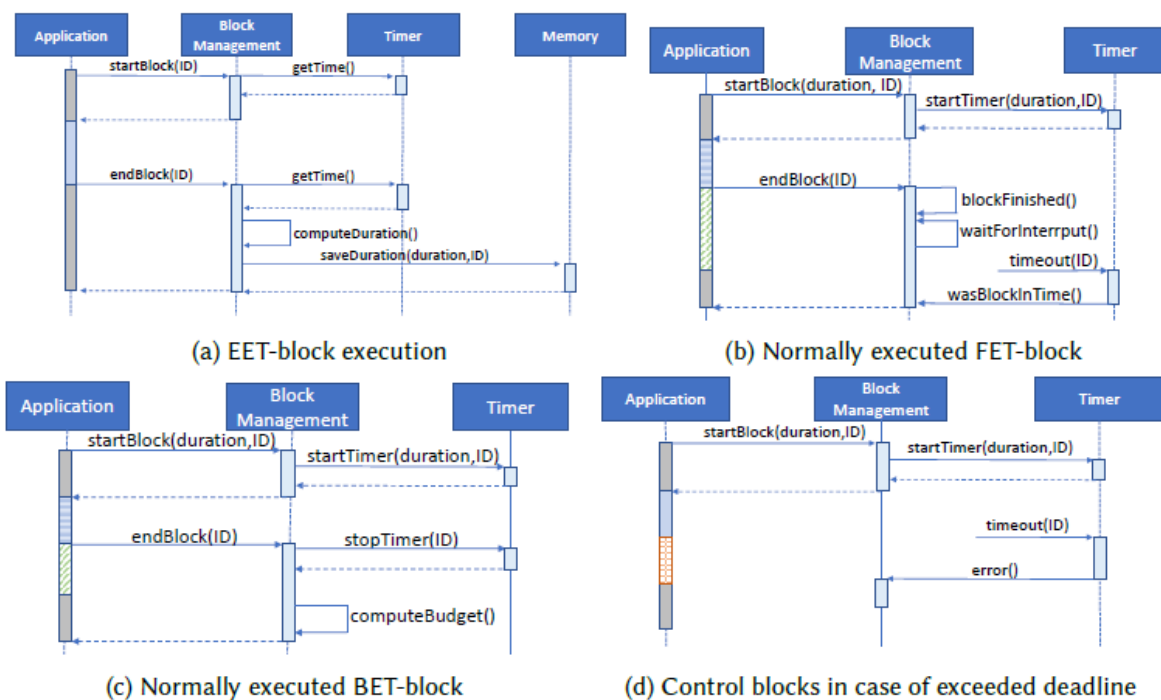 Application
Block
Management
Timer
Memory
startBlock(ID)
getTime()
endBlock(ID)
getTime()
computeDuration()
saveDuration(duration,ID)
(a) EET-block execution
Application
Block
Management
Timer
startBlock(duration, ID)
startTimer(duration,ID)
endBlock(ID)
blockFinished()
waitForInterrput()
timeout(ID)
wasBlockInTime()
(b) Normally executed FET-block
Application
Block
Management
Timer
startBlock(duration,ID)
startTimer(duration,ID)
endBlock(ID)
stopTimer(ID)
computeBudget()
(c) Normally executed BET-block
Application
Block
Management
Timer
startBlock(duration,ID)
startTimer(duration,ID)
timeout(ID)
error()
(d) Control blocks in case of exceeded deadline